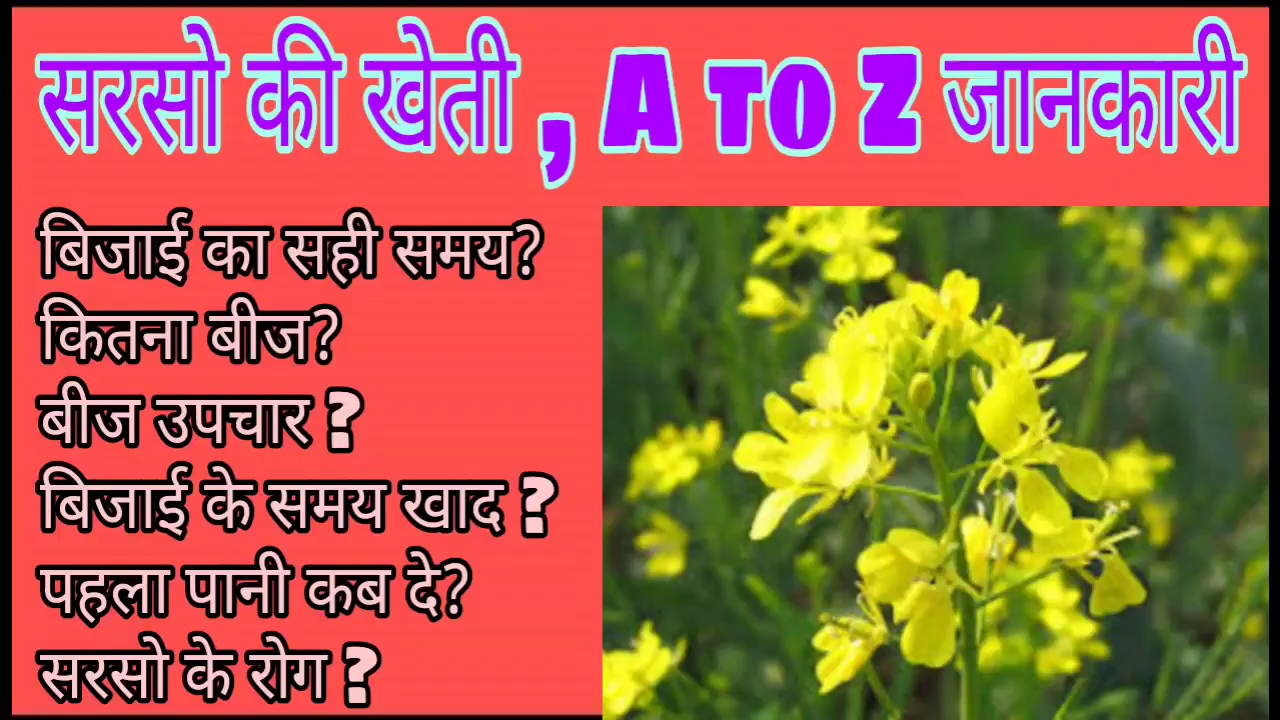 सरसो की खेती , A TO Z जानकारी
बिजाई का सही समय?
कितना बीज?
बीज उपचार ?
बिजाई के समय खाद ?
पहला पानी कब दे?
सरसो के रोग ?